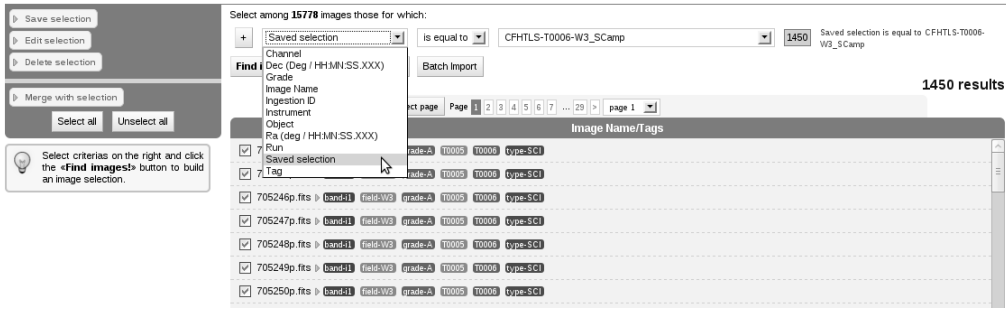 Save selection
Edit selection
Delete selection
Merge with selection
Select all Unselect all
Select criterias on the right and click
the «Find images!» button to build
an image selection.
Select among 15778 images those for which:
+ Saved selection is equal to CFHTLS-T0006-W3_SCamp 1450 Saved selection is equal to CFHTLS-T0006-
W3_SCamp
Channel
Dec (Deg / HH:MN:SS.XXX)
Grade
Image Name
Ingestion ID
Instrument
Object
Ra (deg / HH:MN:SS.XXX)
Run
Saved selection
Tag
Find Batch Import
1450 results
page Page 1 2 3 4 5 6 7 ... 29 > page 1
Image Name/Tags
grade-A T0005 T0006 type-SCI
grade-A T0005 T0006 type-SCI
705246p.fits band-i1 field-W3 grade-A T0005 T0006 type-SCI
705247p.fits band-i1 field-W3 grade-A T0005 T0006 type-SCI
705248p.fits band-i1 field-W3 grade-A T0005 T0006 type-SCI
705249p.fits band-i1 field-W3 grade-A T0005 T0006 type-SCI
705250p.fits band-i1 field-W3 grade-A T0005 T0006 type-SCI